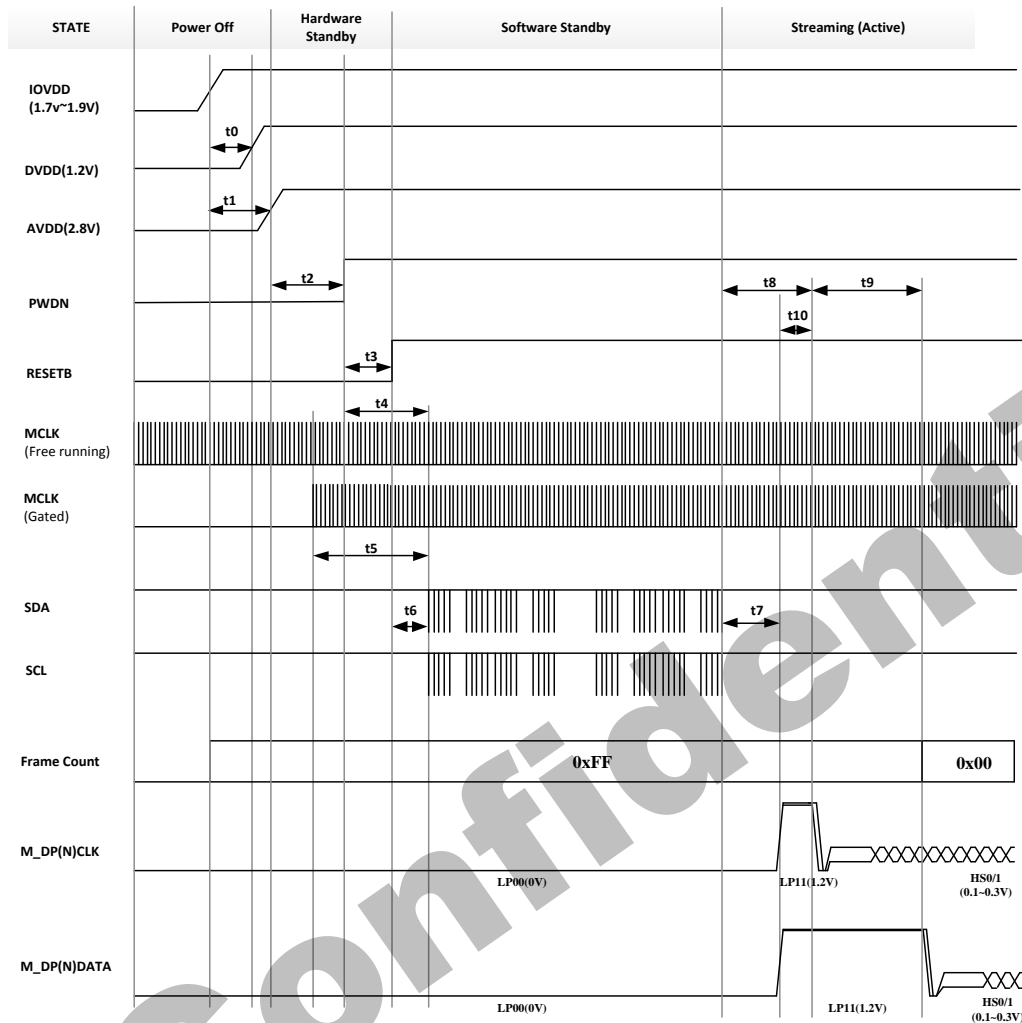 STATE
Power Off
Hardware
Standby
Software Standby
Streaming (Active)
IOVDD
(1.7v~1.9V)
t0
DVDD(1.2V)
t1
AVDD(2.8V)
t2
t8
t9
PWDN
t10
t3
RESETB
t4
MCLK
(Free running)
MCLK
(Gated)
t5
SDA
t6
t7
SCL
Frame Count
0xFF
0x00
M_DP(N)CLK
LP00(0V)
LP11(1.2V)
HS0/1
(0.1~0.3V)
M_DP(N)DATA
LP00(0V)
LP11(1.2V)
HS0/1
(0.1~0.3V)
Confidenti